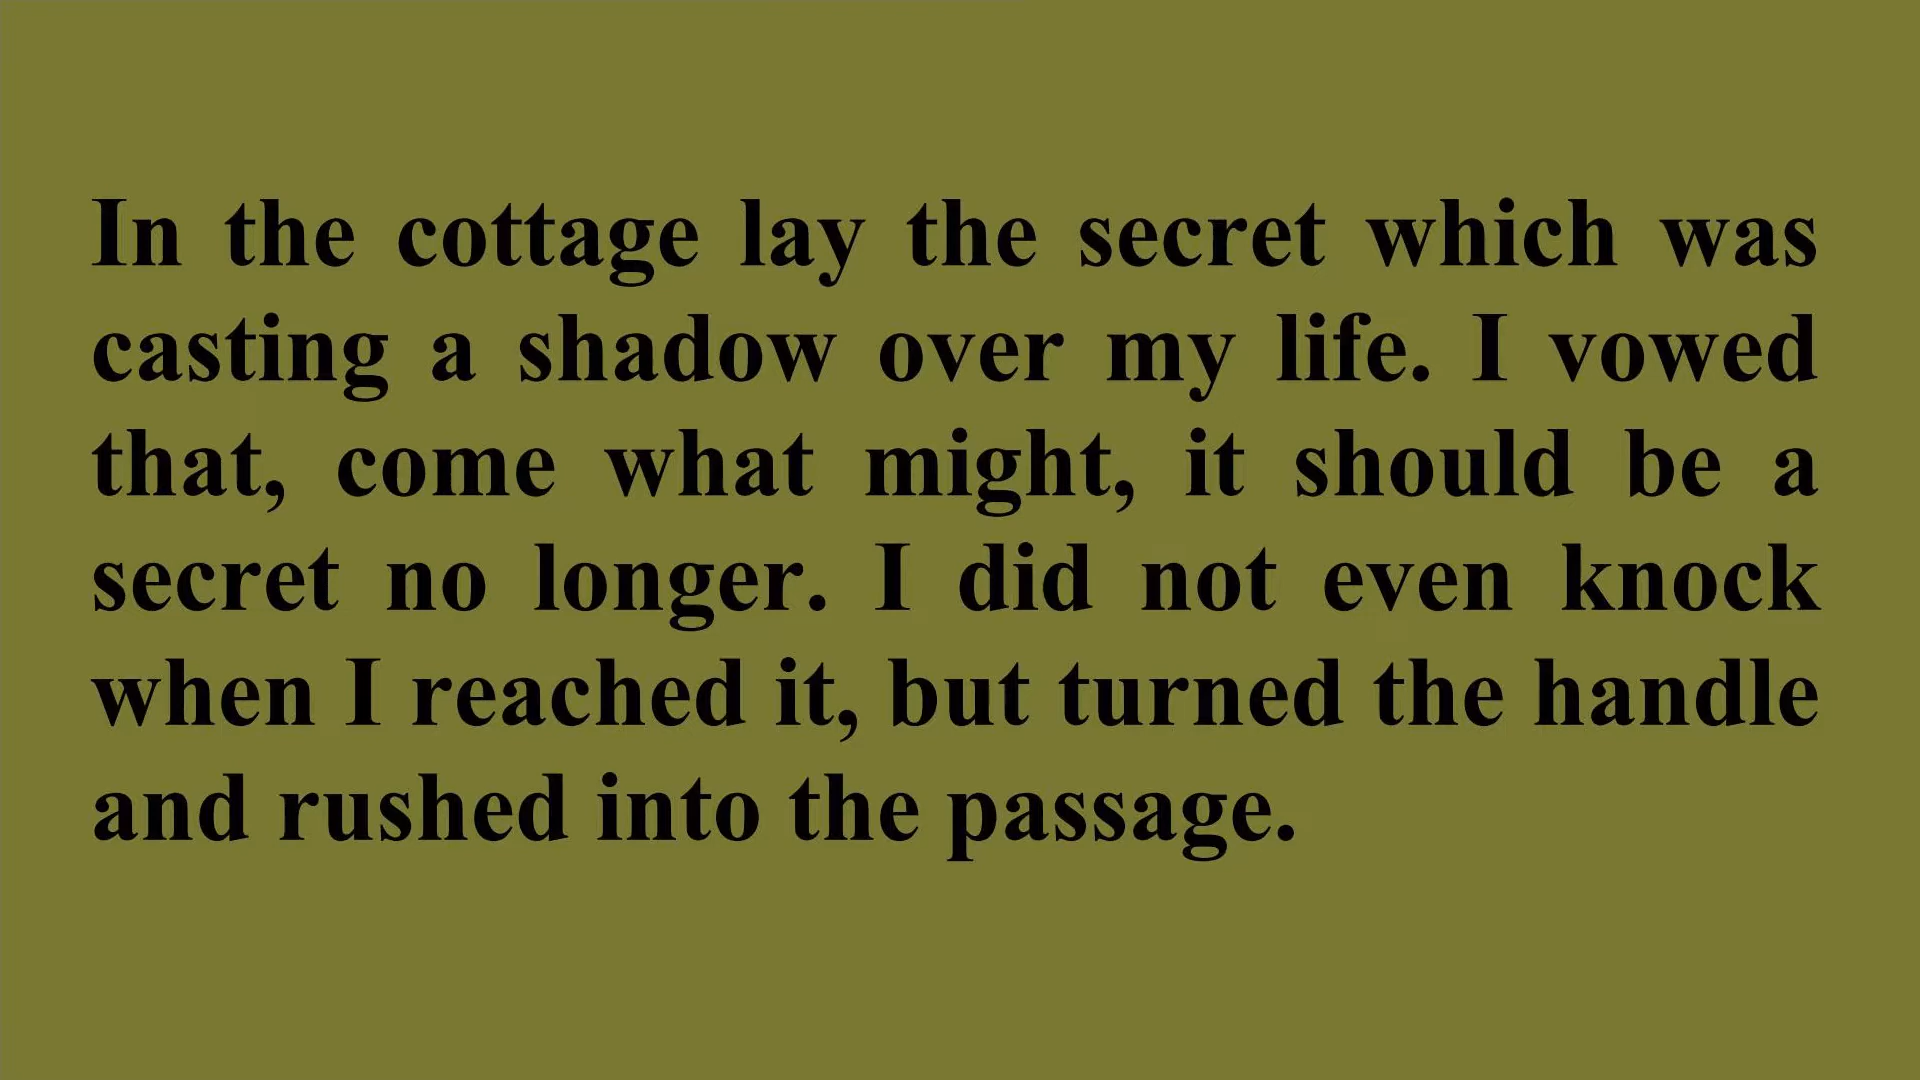 In the cottage lay the secret which was
casting a shadow over my life. I vowed
that, come what might, it should be a
secret no longer. I did not even knock
when I reached it, but turned the handle
and rushed into the passage.